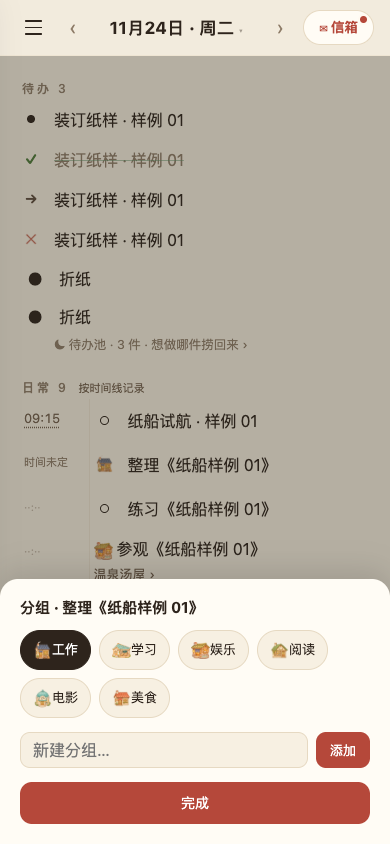 11月24日 · 周二
信箱
待办 3
装订纸样 · 样例 01
装订纸样 · 样例 01
装订纸样 · 样例 01
装订纸样 · 样例 01
折纸
折纸
待办池 · 3 件 · 想做哪件捞回来 ›
日常 9 按时间线记录
09:15 纸船试航 · 样例 01
时间未定 整理《纸船样例 01》
--:-- 练习《纸船样例 01》
--:-- 参观《纸船样例 01》
温泉汤屋 ›
分组 · 整理《纸船样例 01》
工作 学习 娱乐 阅读
电影 美食
新建分组... 添加
完成